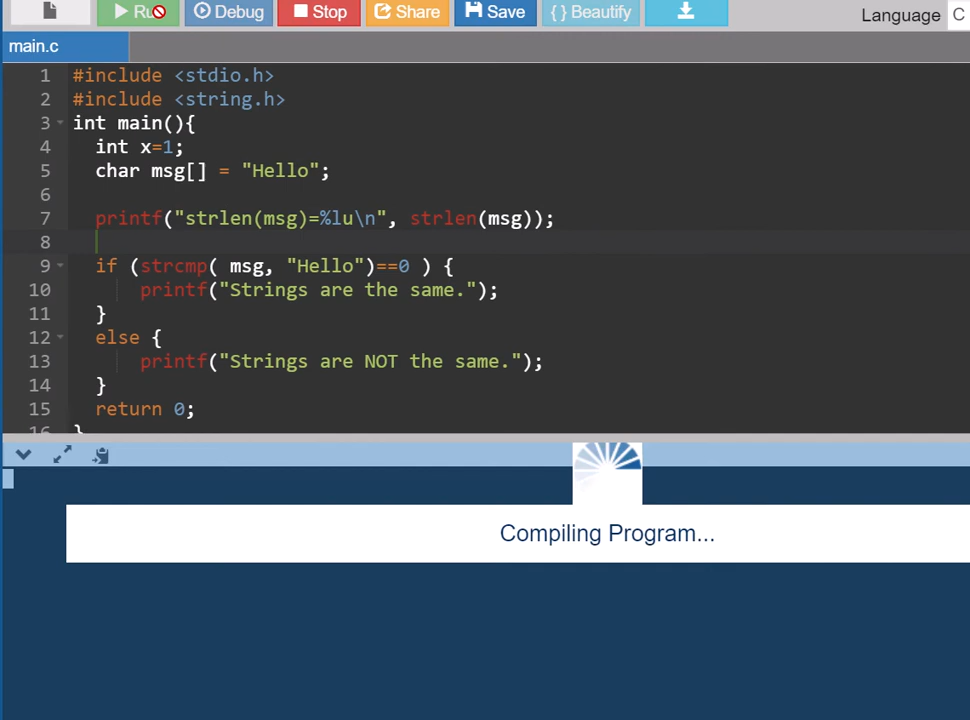 Ru Debug Stop Share Save {} Beautify Language C
main.c
1 #include <stdio.h>
2 #include <string.h>
3 int main(){
4 int x=1;
5 char msg[] = "Hello";
6
7 printf("strlen(msg)=%lu\n", strlen(msg));
8
9 if (strcmp( msg, "Hello")==0 ) {
10 printf("Strings are the same.");
11 }
12 else {
13 printf("Strings are NOT the same.");
14 }
15 return 0;
16 }
Compiling Program...